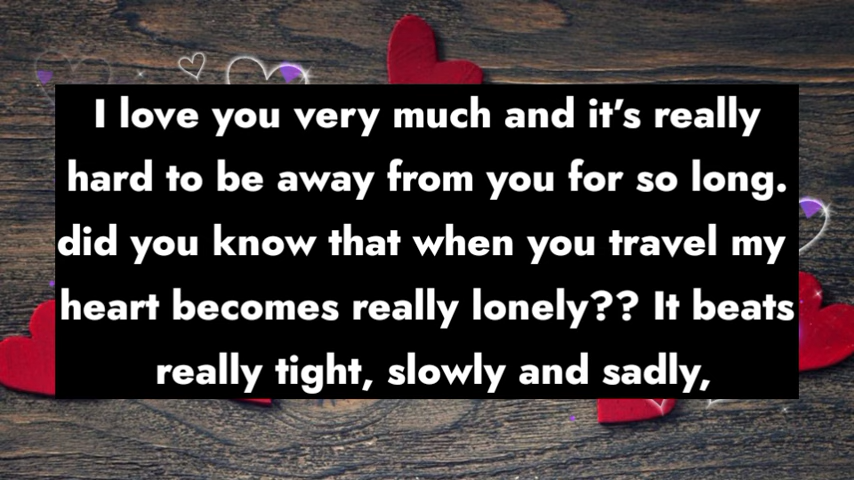 I love you very much and it's really
hard to be away from you for so long.
did you know that when you travel my
heart becomes really lonely?? It beats
really tight, slowly and sadly,